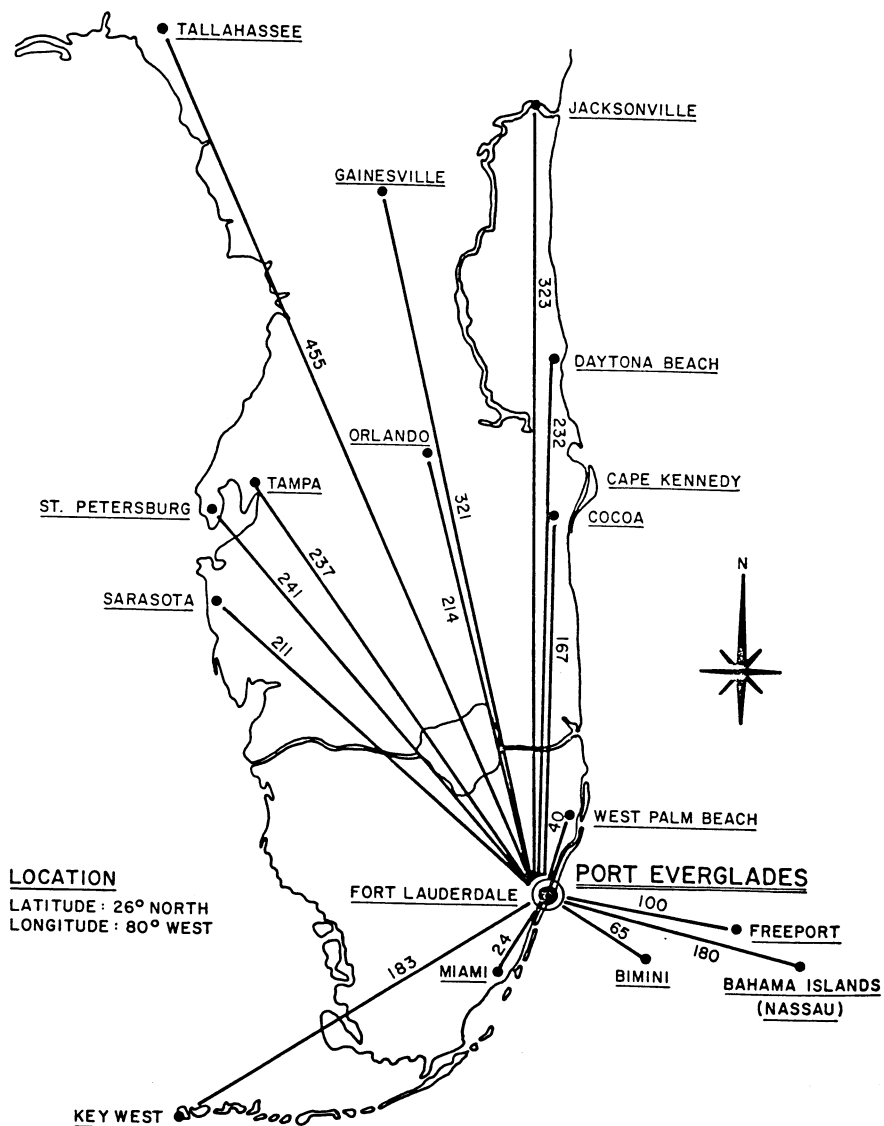 TALLAHASSEE
JACKSONVILLE
GAINESVILLE
323
455
DAYTONA BEACH
ORLANDO
232
TAMPA
CAPE KENNEDY
ST. PETERSBURG
321
COCOA
237
N
241
SARASOTA
214
211
167
40
WEST PALM BEACH
LOCATION
LATITUDE: 26° NORTH
LONGITUDE: 80° WEST
FORT LAUDERDALE
PORT EVERGLADES
100
FREEPORT
65
180
24
183
MIAMI
BIMINI
BAHAMA ISLANDS
(NASSAU)
KEY WEST